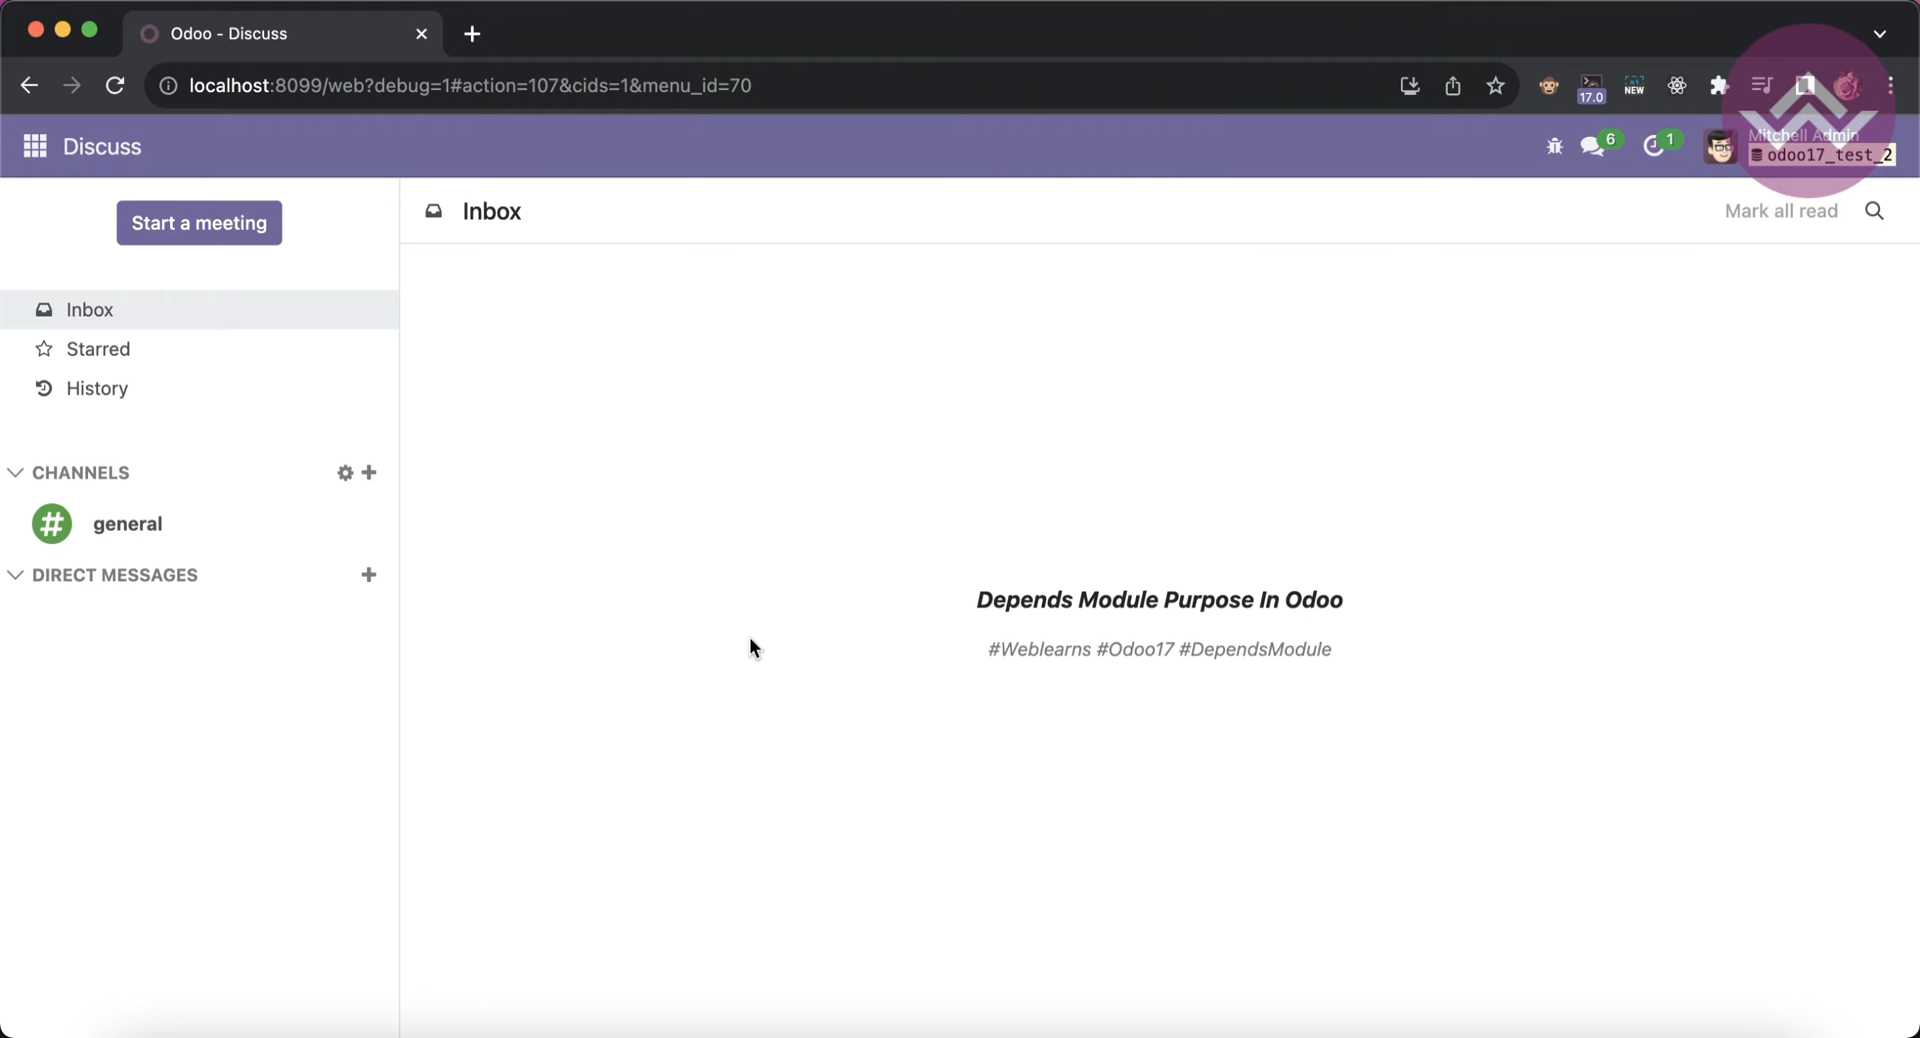 Odoo - Discuss
localhost:8099/web?debug=1#action=107&cids=1&menu_id=70
17.0
NEW
Discuss
6
1
Mitchell Admin
odoo17_test_2
Start a meeting
Inbox
Mark all read
Inbox
Starred
History
CHANNELS
general
DIRECT MESSAGES
Depends Module Purpose In Odoo
#Weblearns #Odoo17 #DependsModule